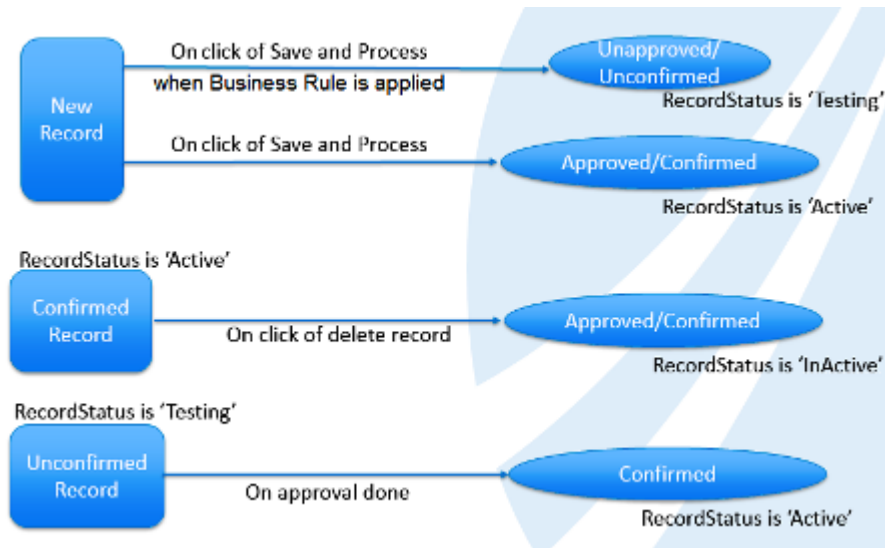 On click of Save and Process
when Business Rule is applied
Unapproved/
Unconfirmed
RecordStatus is 'Testing'
New
Record
On click of Save and Process
Approved/Confirmed
RecordStatus is 'Active'
RecordStatus is 'Active'
Confirmed
Record
On click of delete record
Approved/Confirmed
RecordStatus is 'InActive'
RecordStatus is 'Testing'
Unconfirmed
Record
On approval done
Confirmed
RecordStatus is 'Active'